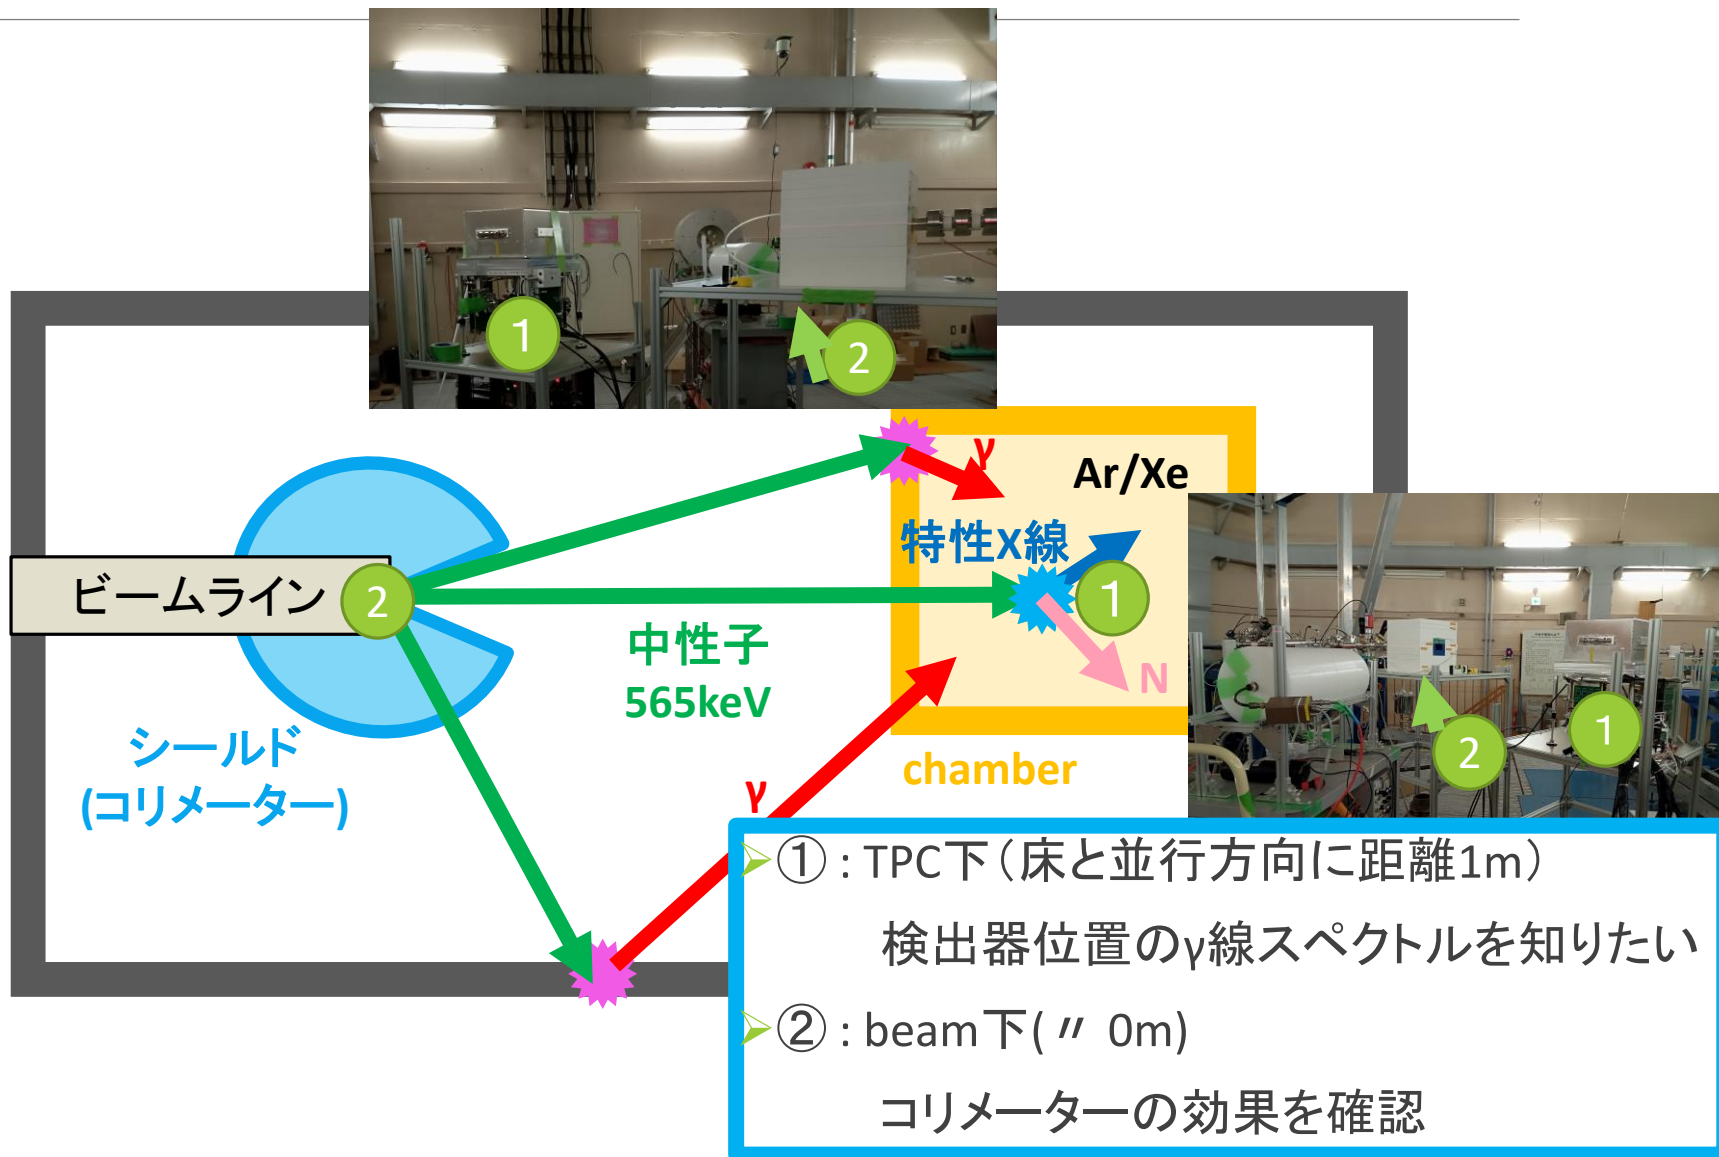 1
2
γ
Ar/Xe
特性X線
ビームライン
2
1
中性子
565keV
N
シールド
(コリメーター)
chamber
γ
2
1
①：TPC下（床と並行方向に距離1m）
検出器位置のγ線スペクトルを知りたい
②：beam下(〃 0m)
コリメーターの効果を確認